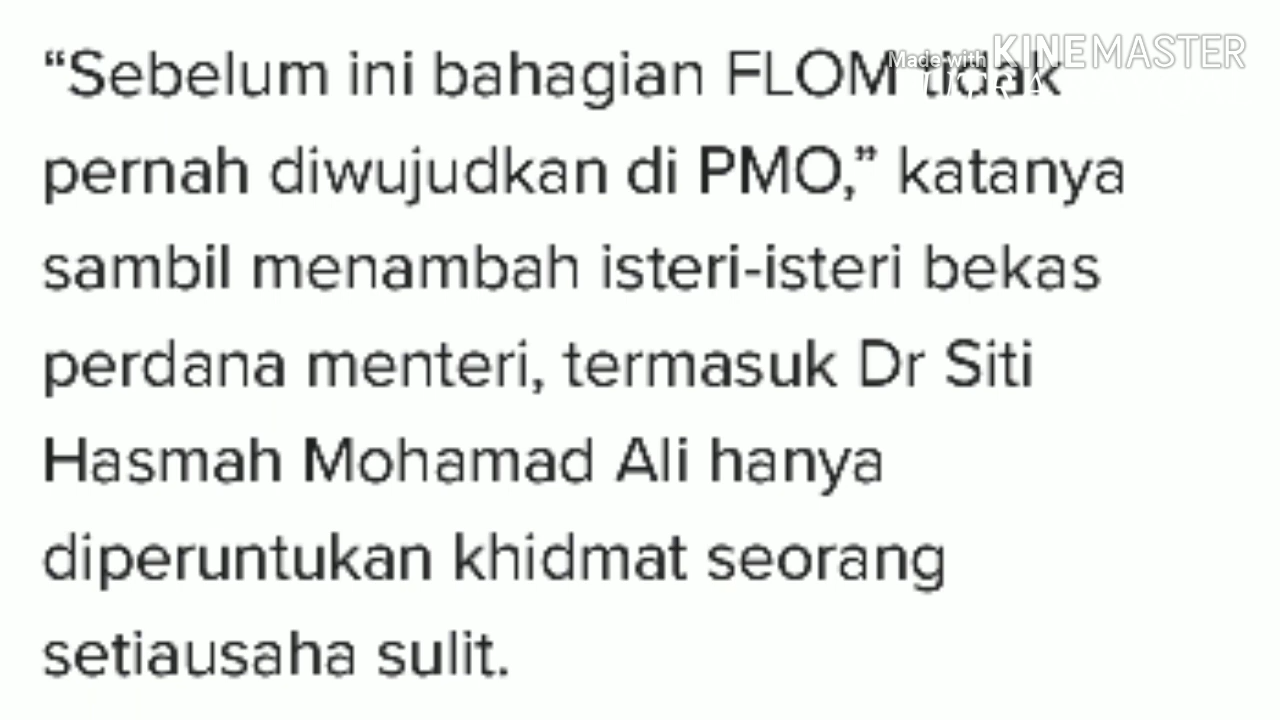 “Sebelum ini bahagian FLOM tidak
Made with KINEMASTER
pernah diwujudkan di PMO,” katanya
sambil menambah isteri-isteri bekas
perdana menteri, termasuk Dr Siti
Hasmah Mohamad Ali hanya
diperuntukan khidmat seorang
setiausaha sulit.